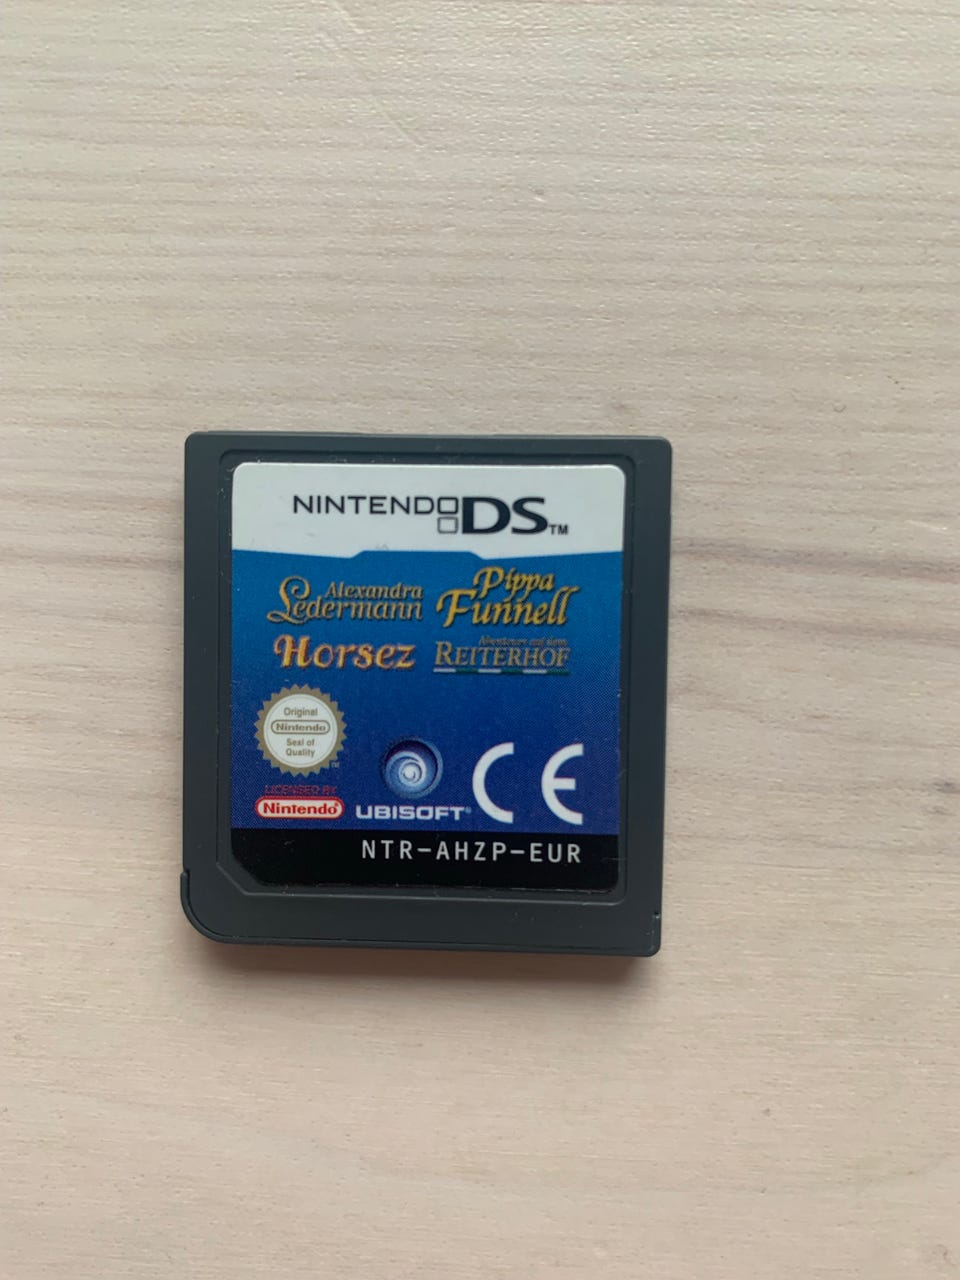 NINTENDO DS™
Alexandra
Ledermann
Pippa
Funnell
Horsez
Abenteuer auf dem
REITERHOF
Original
Nintendo
Seal of
Quality
TM
LICENSED BY
Nintendo®
UBISOFT®
CE
NTR-AHZP-EUR